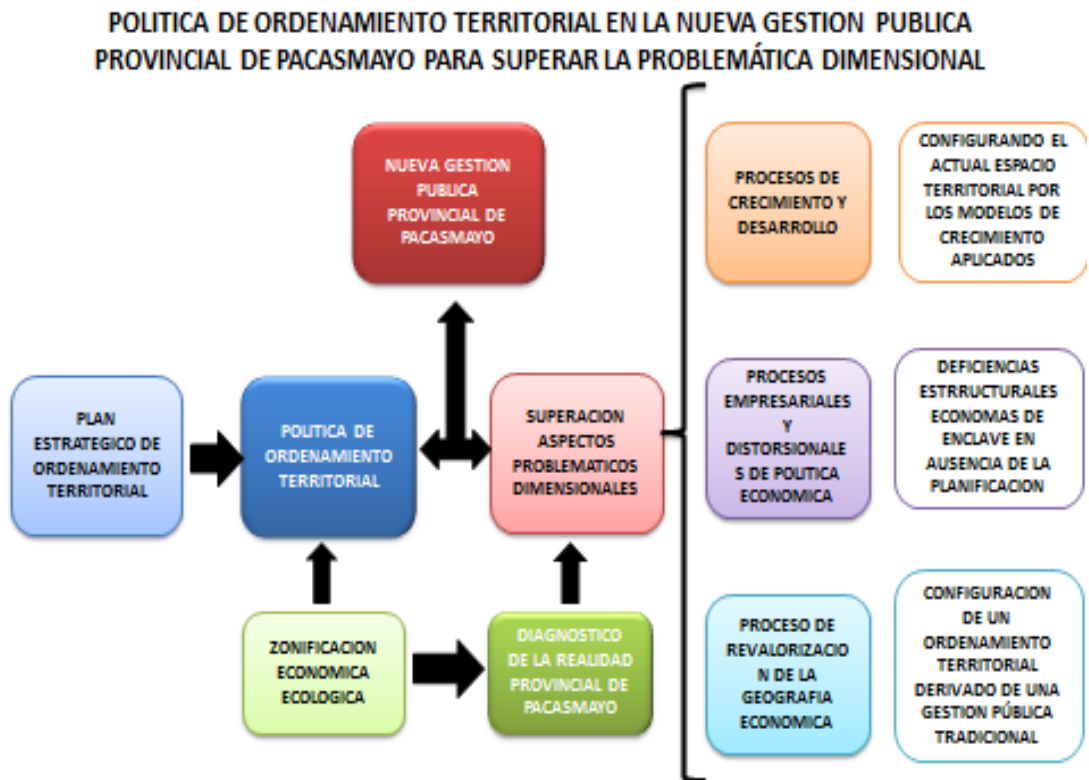 POLITICA DE ORDENAMIENTO TERRITORIAL EN LA NUEVA GESTION PUBLICA
PROVINCIAL DE PACASMAYO PARA SUPERAR LA PROBLEMÁTICA DIMENSIONAL
NUEVA GESTION
PUBLICA
PROVINCIAL DE
PACASMAYO
PLAN
ESTRATEGICO DE
ORDENAMIENTO
TERRITORIAL
POLITICA DE
ORDENAMIENTO
TERRITORIAL
SUPERACION
ASPECTOS
PROBLEMATICOS
DIMENSIONALES
ZONIFICACION
ECONOMICA
ECOLOGICA
DIAGNOSTICO
DE LA REALIDAD
PROVINCIAL DE
PACASMAYO
PROCESOS DE
CRECIMIENTO Y
DESARROLLO
CONFIGURANDO EL
ACTUAL ESPACIO
TERRITORIAL POR
LOS MODELOS DE
CRECIMIENTO
APLICADOS
PROCESOS
EMPRESARIALES
Y
DISTORSIONALE
S DE POLITICA
ECONOMICA
DEFICIENCIAS
ESTRRUCTURALES
ECONOMAS DE
ENCLAVE EN
AUSENCIA DE LA
PLANIFICACION
PROCESO DE
REVALORIZACIO
N DE LA
GEOGRAFIA
ECONOMICA
CONFIGURACION
DE UN
ORDENAMIENTO
TERRITORIAL
DERIVADO DE UNA
GESTION PÚBLICA
TRADICIONAL